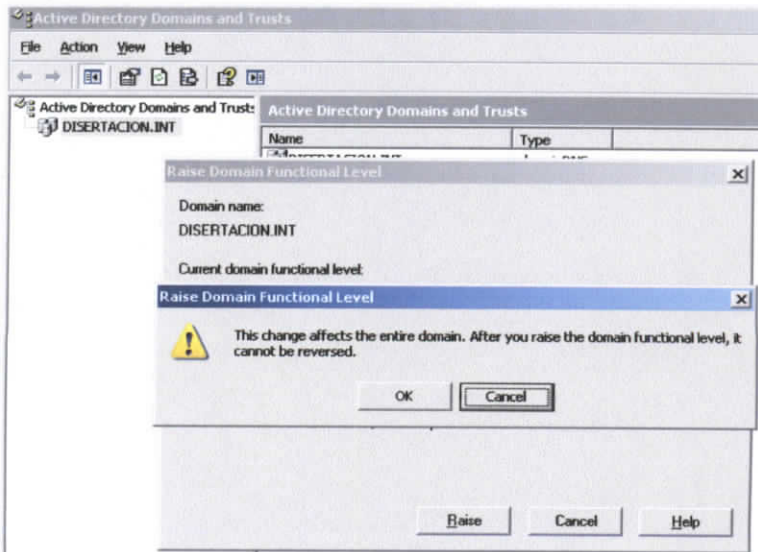 Active Directory Domains and Trusts
File Action View Help
Active Directory Domains and Trust:
DISERTACION.INT
Active Directory Domains and Trusts
Name Type
Raise Domain Functional Level
Domain name:
DISERTACION.INT
Current domain functional level:
Raise Domain Functional Level
This change affects the entire domain. After you raise the domain functional level, it
cannot be reversed.
OK Cancel
Raise Cancel Help